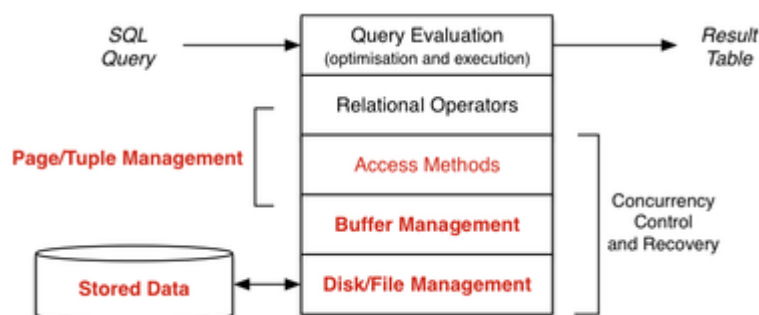 SQL
Query
Query Evaluation
(optimisation and execution)
Result
Table
Relational Operators
Page/Tuple Management
Access Methods
Buffer Management
Concurrency
Control
and Recovery
Stored Data
Disk/File Management